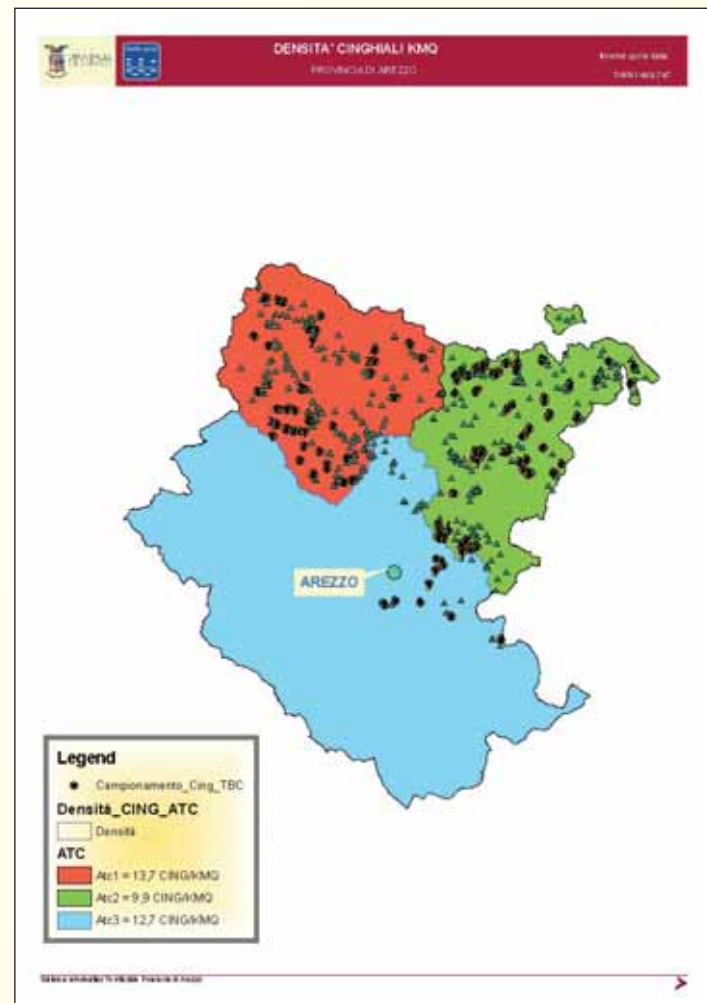 DENSITA' CINGHIALI KMQ
PROVINCIA DI AREZZO
AREZZO
Legend
Camponamento_Cing_TBC
Densità_CING_ATC
Densità
ATC
Atc1 = 13,7 CING/KMQ
Atc2 = 9,9 CING/KMQ
Atc3 = 12,7 CING/KMQ